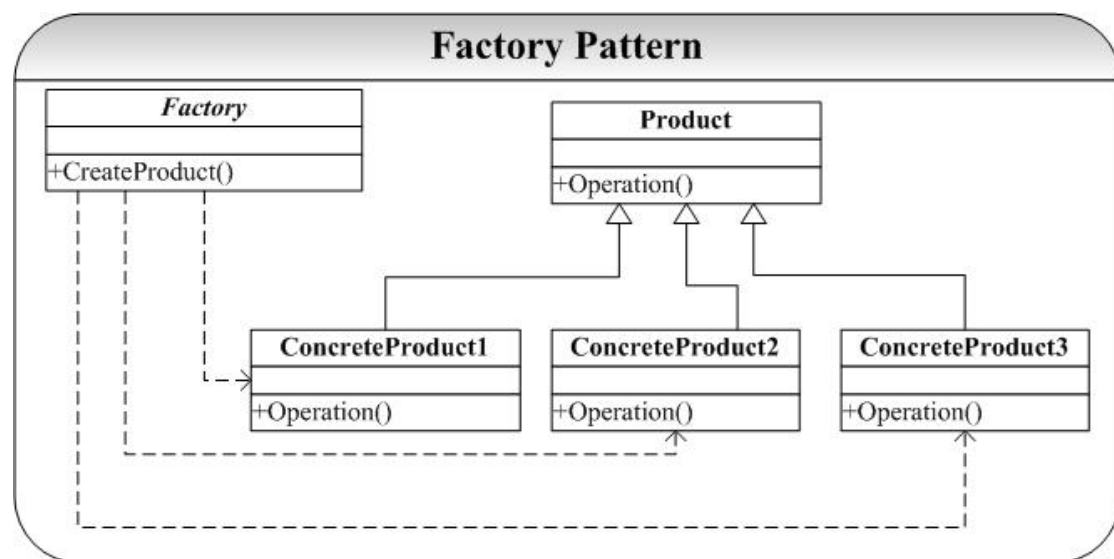 Factory Pattern
Factory
+CreateProduct()
Product
+Operation()
ConcreteProduct1
+Operation()
ConcreteProduct2
+Operation()
ConcreteProduct3
+Operation()